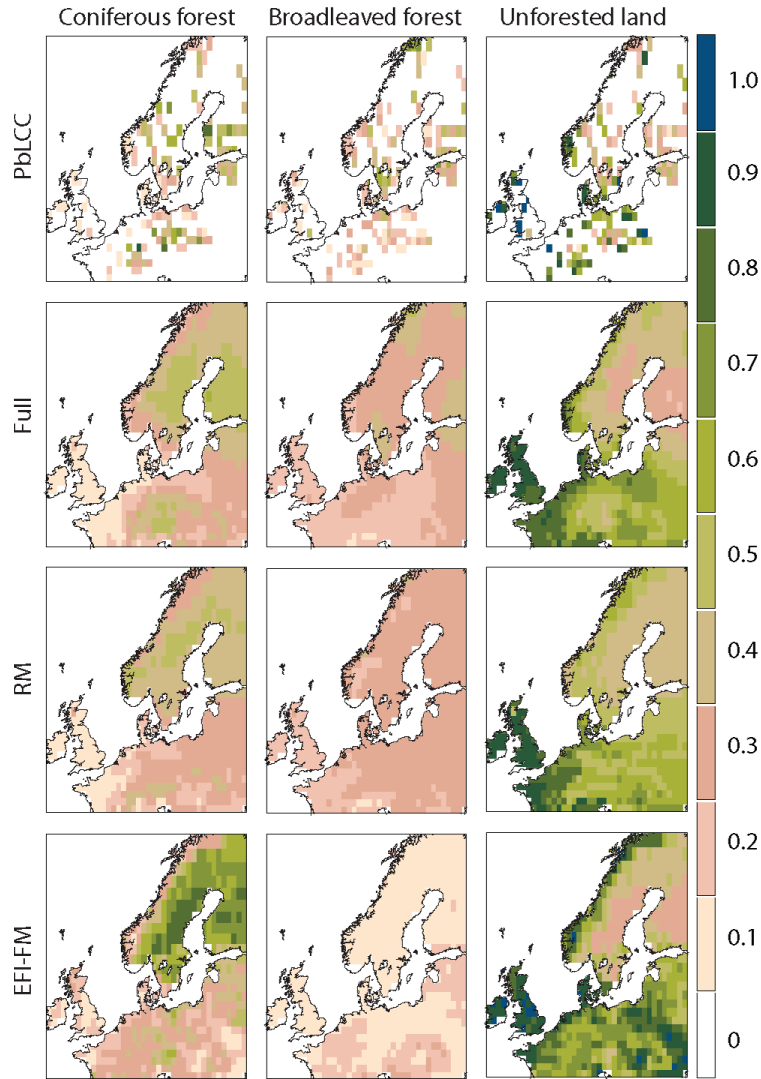 Coniferous forest
Broadleaved forest
Unforested land
PbLCC
Full
RM
EFI-FM
1.0
0.9
0.8
0.7
0.6
0.5
0.4
0.3
0.2
0.1
0